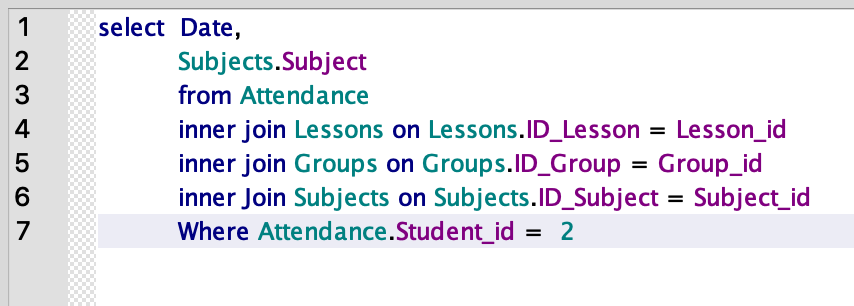 1 select Date,
2 Subjects.Subject
3 from Attendance
4 inner join Lessons on Lessons.ID_Lesson = Lesson_id
5 inner join Groups on Groups.ID_Group = Group_id
6 inner Join Subjects on Subjects.ID_Subject = Subject_id
7 Where Attendance.Student_id = 2